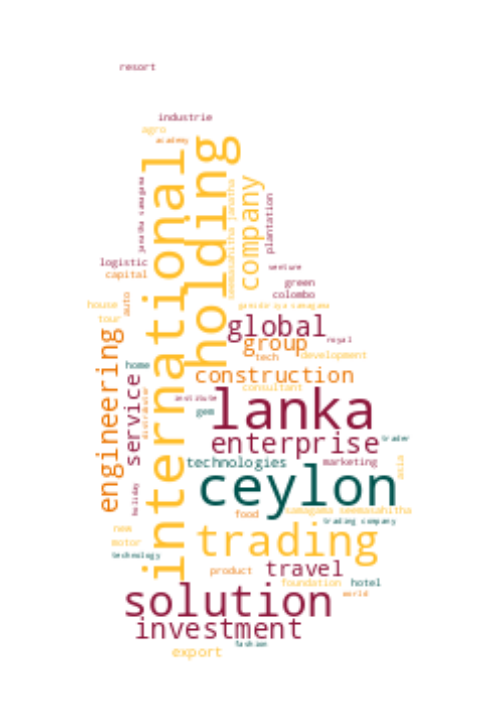 resort
industrie
agro
academy
international
holding
janatha samagama
seemasahitha janatha
company
plantation
logistic
capital
venture
green
colombo
house
tour
auto
global
group
royal
tech
development
engineering
home
service
construction
consultant
distributor
institute
gem
lanka
enterprise
trader
technologies
marketing
asia
ceylon
holiday
food
samagama seemasahitha
trading company
new
motor
technology
trading
product
travel
foundation
hotel
world
solution
investment
fashion
export